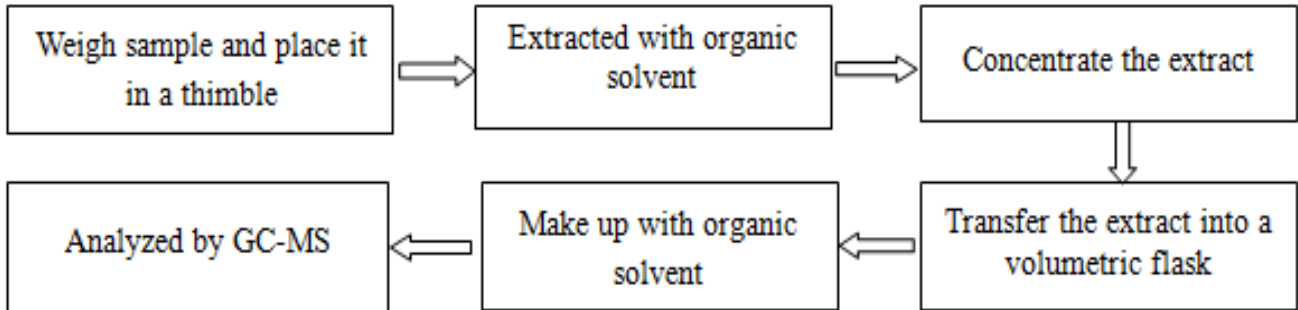 Weigh sample and place it
in a thimble
Extracted with organic
solvent
Concentrate the extract
Transfer the extract into a
volumetric flask
Make up with organic
solvent
Analyzed by GC-MS